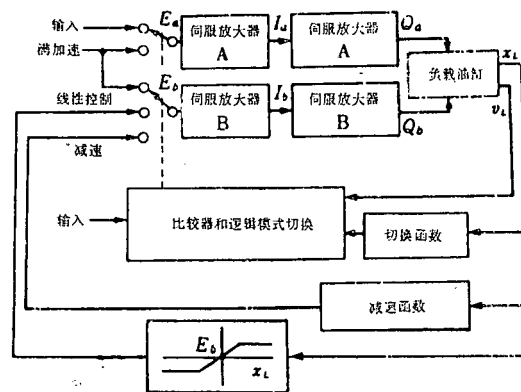 输入
满加速
线性控制
减速
E_a
伺服放大器
A
I_a
伺服放大器
A
Q_a
E_b
伺服放大器
B
I_b
伺服放大器
B
Q_b
负载油缸
x_L
v_L
输入
比较器和逻辑模式切换
切换函数
减速函数
E_b
x_L